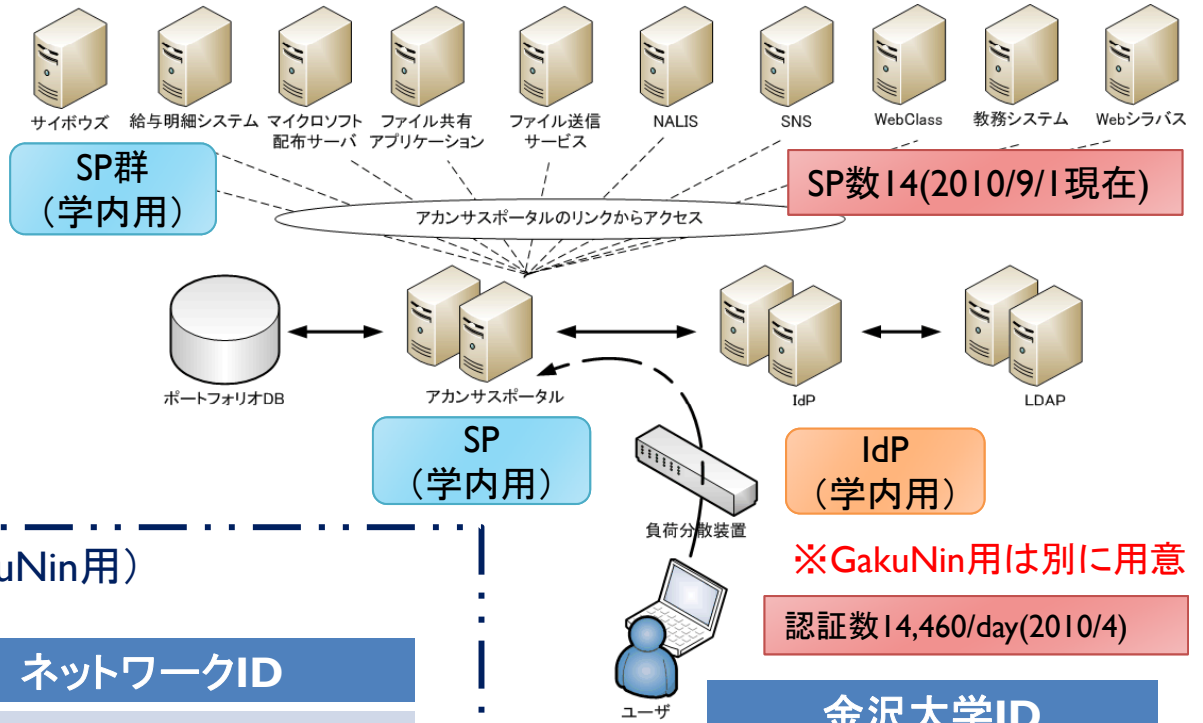 サイボウズ
給与明細システム
マイクロソフト
配布サーバ
ファイル共有
アプリケーション
ファイル送信
サービス
NALIS
SNS
WebClass
教務システム
Webシラバス
SP群
（学内用）
SP数14(2010/9/1現在)
アカンサスポータルのリンクからアクセス
ポートフォリオDB
アカンサスポータル
IdP
LDAP
SP
（学内用）
IdP
（学内用）
負荷分散装置
uNin用）
※GakuNin用は別に用意
認証数14,460/day(2010/4)
ネットワークID
ユーザ
金沢大学ID